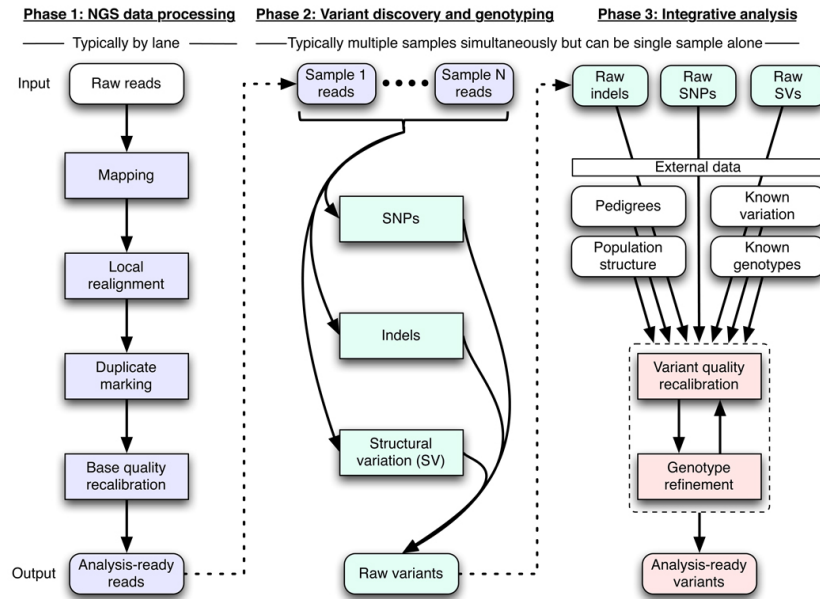 Phase 1: NGS data processing
Typically by lane
Input
Raw reads
Mapping
Local
realignment
Duplicate
marking
Base quality
recalibration
Output
Analysis-ready
reads
Phase 2: Variant discovery and genotyping
Typically multiple samples simultaneously but can be single sample alone
Sample 1
reads
Sample N
reads
SNPs
Indels
Structural
variation (SV)
Raw variants
Phase 3: Integrative analysis
Raw
indels
Raw
SNPs
Raw
SVs
External data
Pedigrees
Known
variation
Population
structure
Known
genotypes
Variant quality
recalibration
Genotype
refinement
Analysis-ready
variants